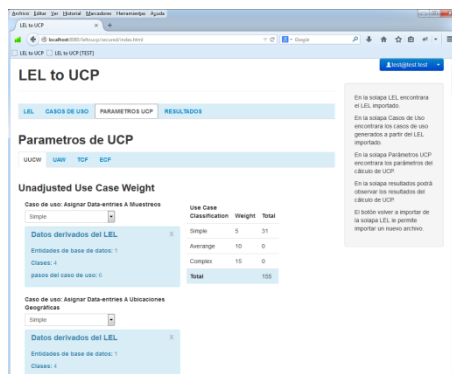 Archivo Editar Ver Historial Marcadores Herramientas Ayuda
LEL to UCP
Google
LEL to UCP LEL to UCP [TEST]
test@test test
LEL to UCP
LEL CASOS DE USO PARAMETROS UCP RESULTADOS
Parametros de UCP
UUCW UAW TCF ECF
Unadjusted Use Case Weight
Caso de uso: Asignar Data-entries A Muestreos
Simple
Datos derivados del LEL X
Entidades de base de datos: 1
Clases: 4
pasos del caso de uso: 6
Caso de uso: Asignar Data-entries A Ubicaciones
Geográficas
Simple
Datos derivados del LEL X
Entidades de base de datos: 1
Clases: 4
Use Case
Classification Weight Total
Simple 5 31
Averange 10 0
Complex 15 0
Total 155
En la solapa LEL encontrara
el LEL importado.
En la solapa Casos de Uso
encontrara los casos de uso
generados a partir del LEL
importado.
En la solapa Parámetros UCP
encontrara los parametros del
cálculo de UCP.
En la solapa resultados podrá
observar los resultados del
cálculo de UCP.
El botón volver a importar de
la solapa LEL le permite
importar un nuevo archivo.